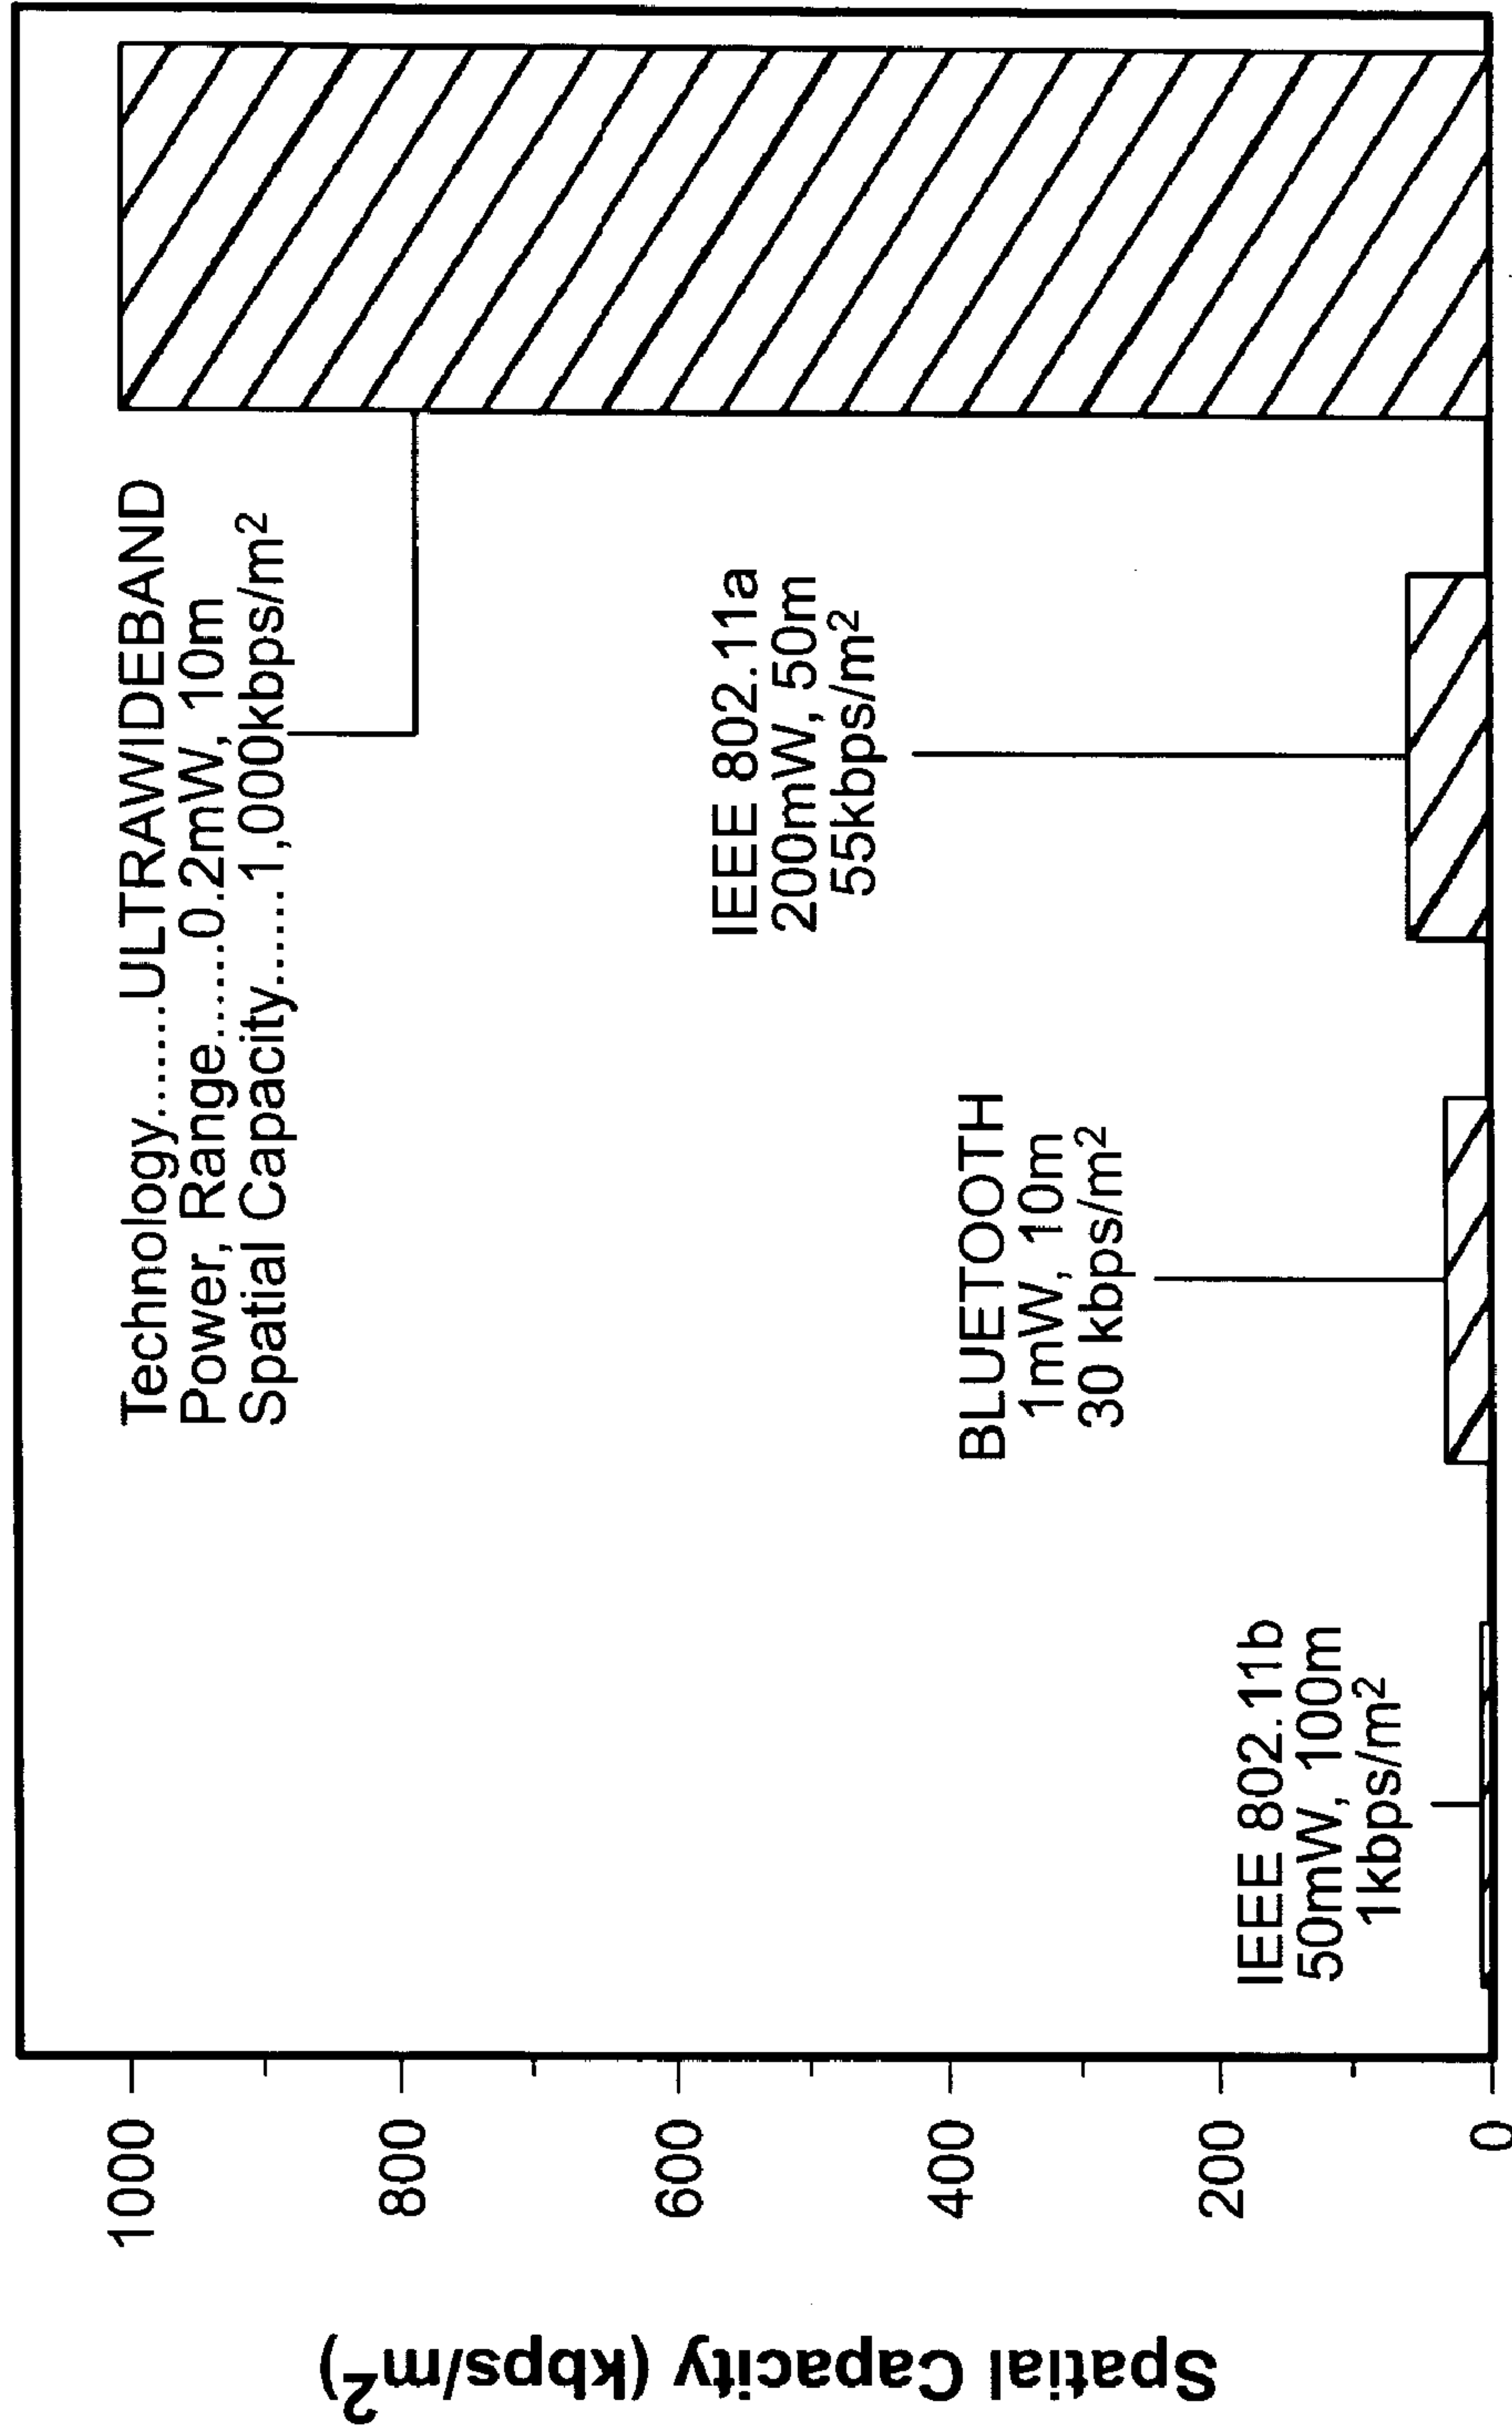 Spatial Capacity (kbps/m²)
1000
800
600
400
200
0
Technology.......ULTRAWIDEBAND
Power, Range......0.2mW, 10m
Spatial Capacity......1,000kbps/m²
IEEE 802.11a
200mW, 50m
55kbps/m²
BLUETOOTH
1mW, 10m
30 kbps/m²
IEEE 802.11b
50mW, 100m
1kbps/m²